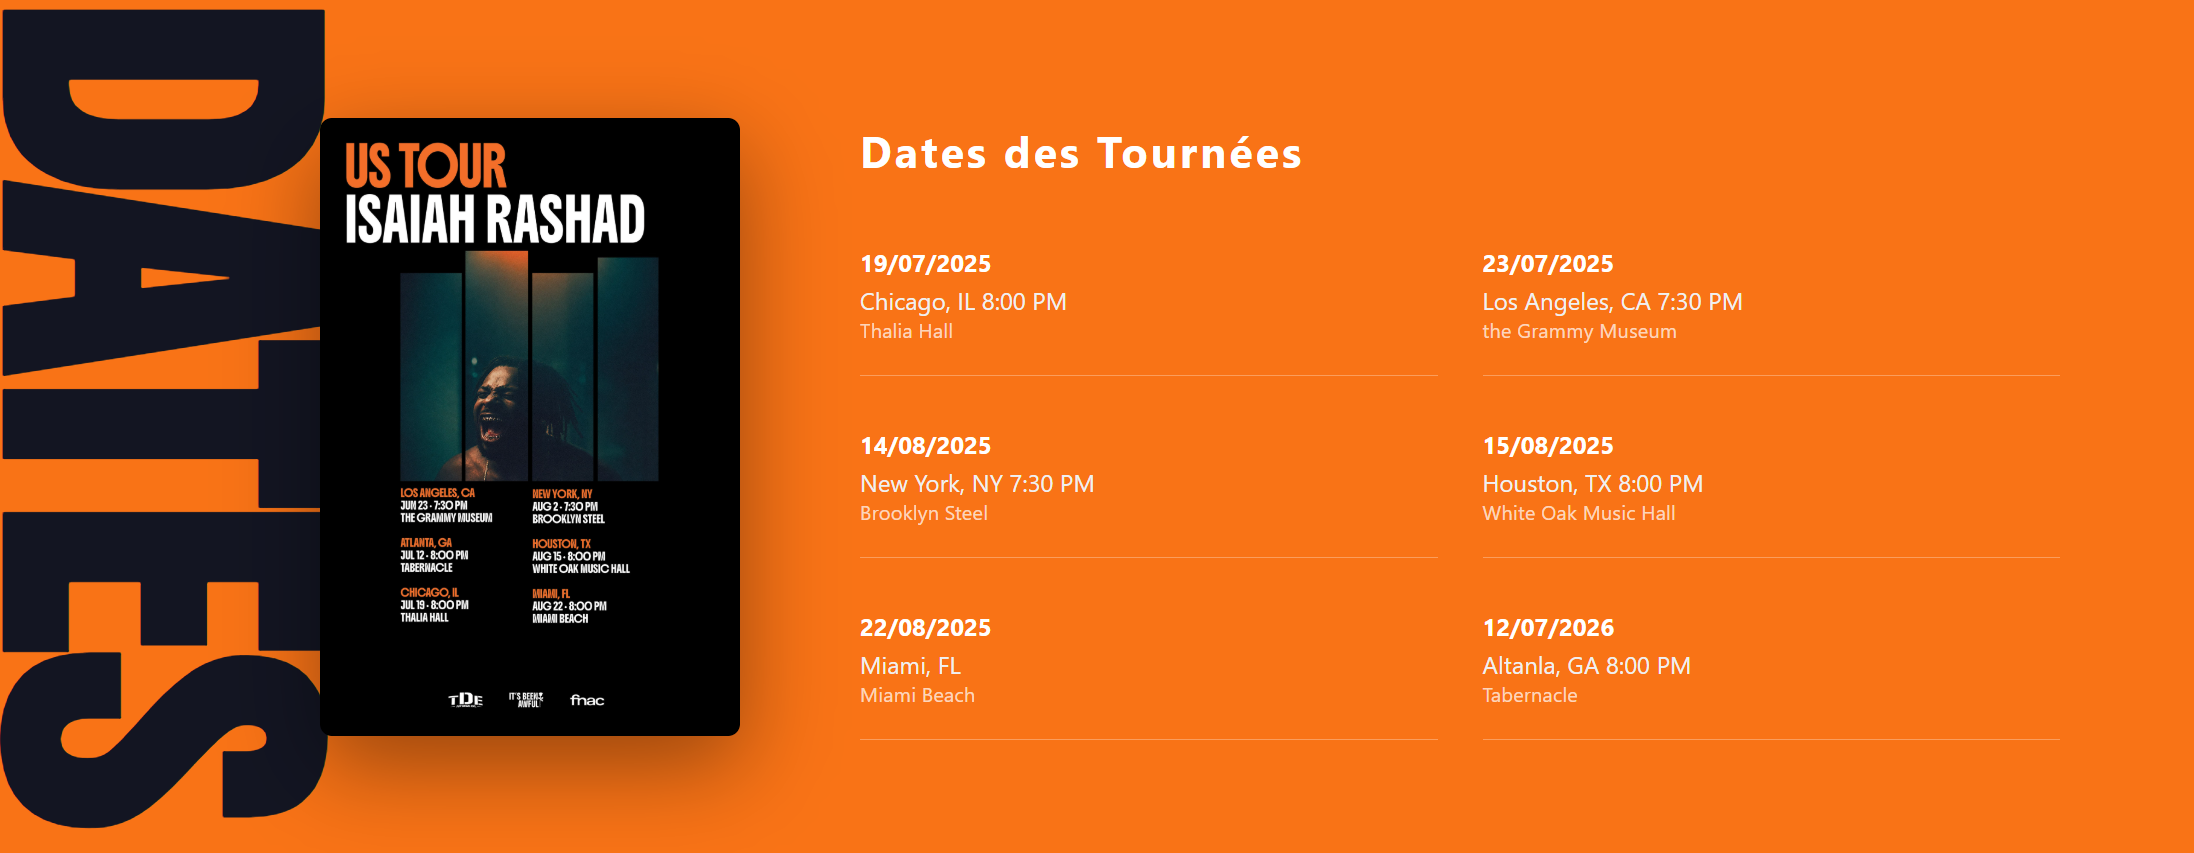 DATES
US TOUR
ISAIAH RASHAD
LOS ANGELES, CA
JUN 23 · 7:30 PM
THE GRAMMY MUSEUM
ATLANTA, GA
JUL 12 · 8:00 PM
TABERNACLE
CHICAGO, IL
JUL 19 · 8:00 PM
THALIA HALL
NEW YORK, NY
AUG 2 · 7:30 PM
BROOKLYN STEEL
HOUSTON, TX
AUG 15 · 8:00 PM
WHITE OAK MUSIC HALL
MIAMI, FL
AUG 22 · 8:00 PM
MIAMI BEACH
TDE
IT'S BEEN
AWFUL
fnac
Dates des Tournées
19/07/2025
Chicago, IL 8:00 PM
Thalia Hall
23/07/2025
Los Angeles, CA 7:30 PM
the Grammy Museum
14/08/2025
New York, NY 7:30 PM
Brooklyn Steel
15/08/2025
Houston, TX 8:00 PM
White Oak Music Hall
22/08/2025
Miami, FL
Miami Beach
12/07/2026
Altanla, GA 8:00 PM
Tabernacle